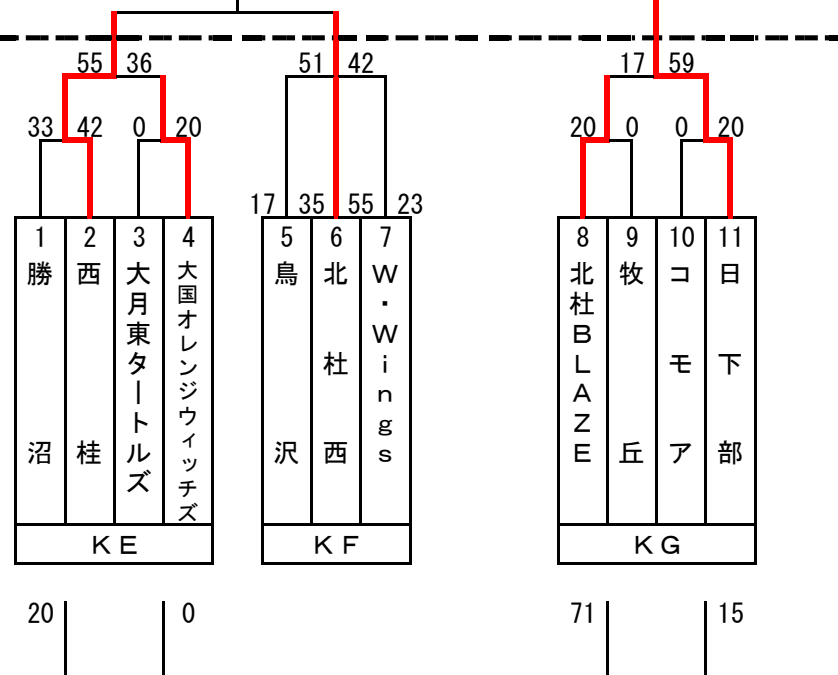 55 36
51 42
17 59
33 42 0 20
20 0 0 20
17 35 55 23
1 2 3 4
5 6 7
8 9 10 11
勝沼
西桂
大月東タートルズ
大国オレンジウィッチズ
鳥沢
北杜西
W・Wings
北杜BLAZE
牧丘
コモア
日下部
KE
KF
KG
20 0
71 15